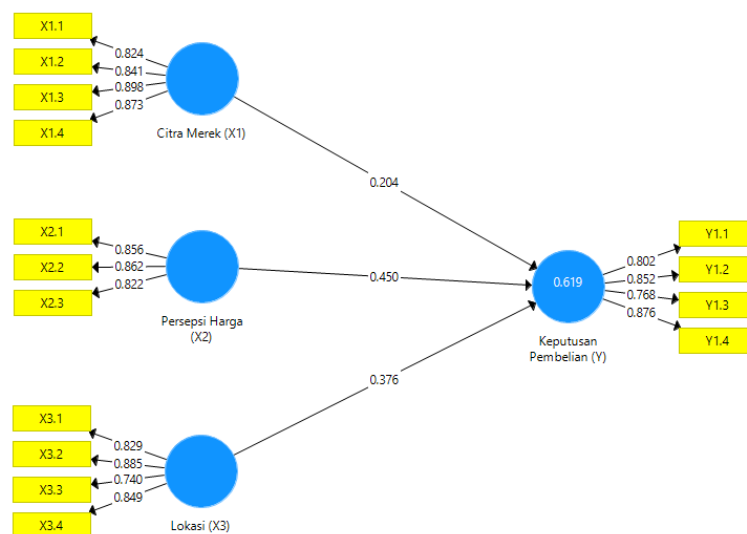 X1.1
X1.2
X1.3
X1.4
0.824
0.841
0.898
0.873
Citra Merek (X1)
0.204
X2.1
X2.2
X2.3
0.856
0.862
0.822
Persepsi Harga
(X2)
0.450
X3.1
X3.2
X3.3
X3.4
0.829
0.885
0.740
0.849
Lokasi (X3)
0.376
0.619
Keputusan
Pembelian (Y)
0.802
0.852
0.768
0.876
Y1.1
Y1.2
Y1.3
Y1.4